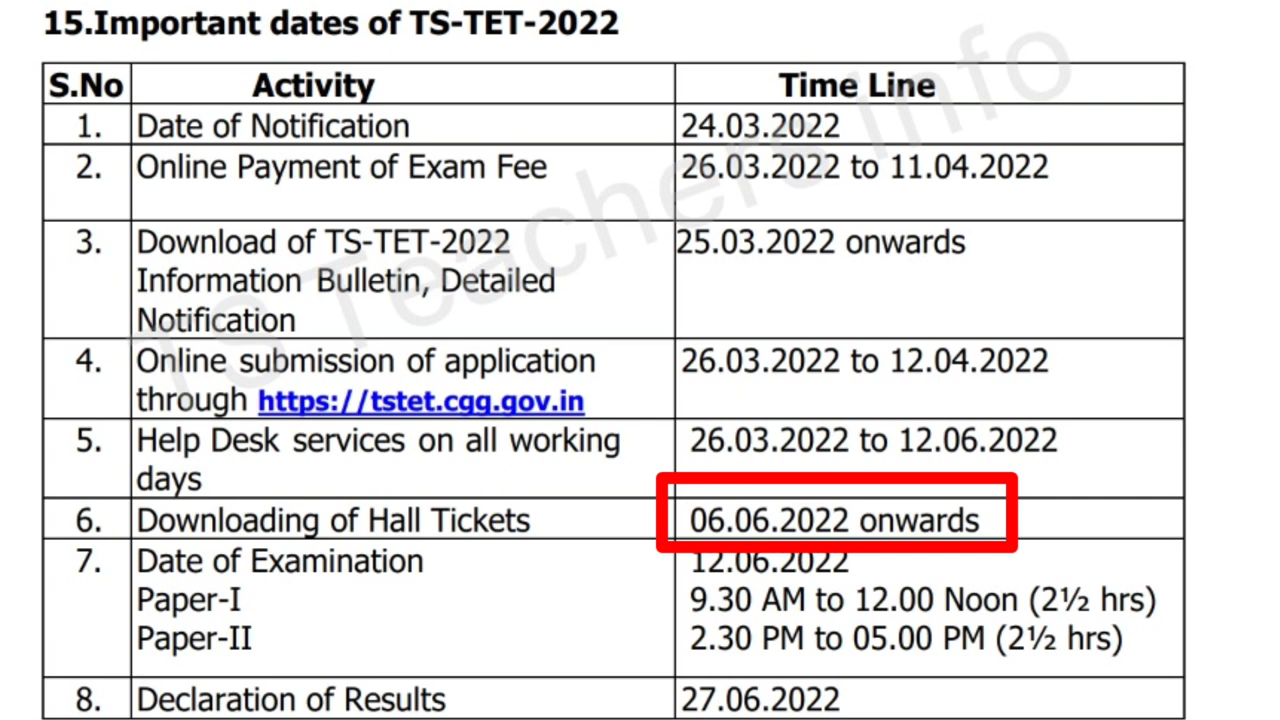 15.Important dates of TS-TET-2022
S.No Activity Time Line
1. Date of Notification 24.03.2022
2. Online Payment of Exam Fee 26.03.2022 to 11.04.2022
3. Download of TS-TET-2022 25.03.2022 onwards
Information Bulletin, Detailed
Notification
4. Online submission of application 26.03.2022 to 12.04.2022
through https://tstet.cgg.gov.in
5. Help Desk services on all working 26.03.2022 to 12.06.2022
days
6. Downloading of Hall Tickets 06.06.2022 onwards
7. Date of Examination 12.06.2022
Paper-I 9.30 AM to 12.00 Noon (2½ hrs)
Paper-II 2.30 PM to 05.00 PM (2½ hrs)
8. Declaration of Results 27.06.2022
TS Teachers Info